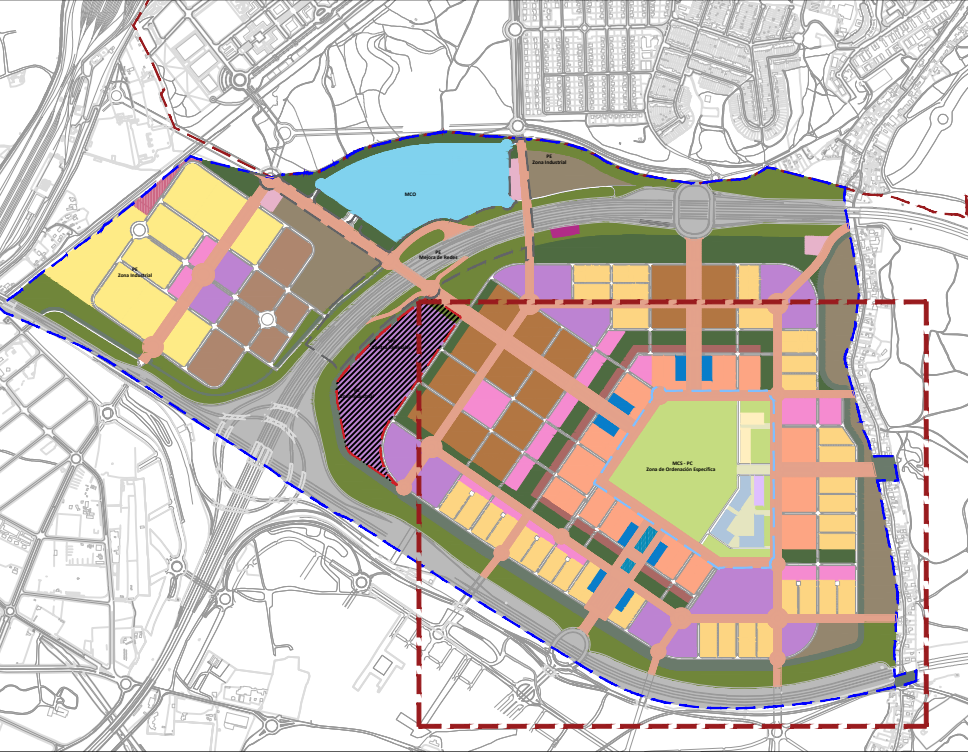 PE
Zona Industrial
MCO
PE
Mejora de Redes
PE
Zona Industrial
MCS - PC
Zona de Ordenación Específica